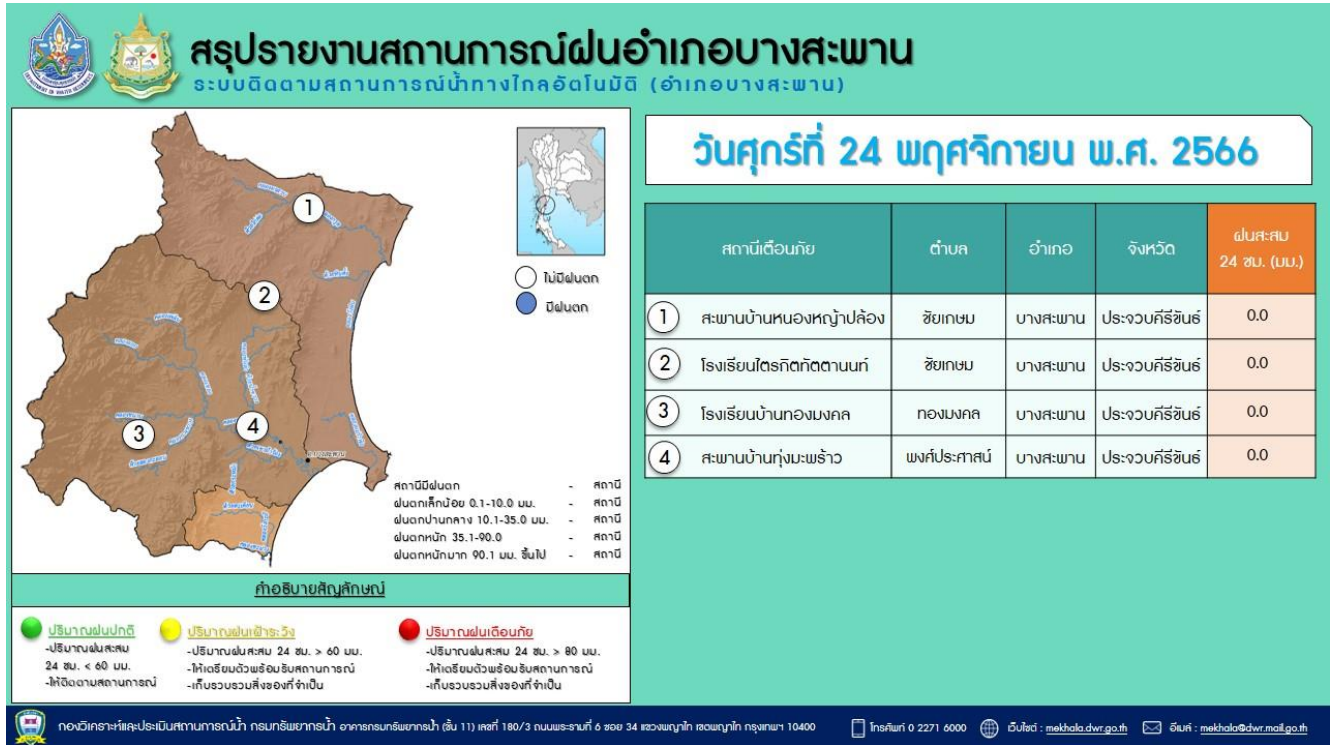 สรุปรายงานสถานการณ์ฝนอำเภอบางสะพาน
ระบบติดตามสถานการณ์น้ำทางไกลอัตโนมัติ (อำเภอบางสะพาน)
วันศุกร์ที่ 24 พฤศจิกายน พ.ศ. 2566
1
2
3
4
ไม่มีฝนตก
มีฝนตก
สถานีมีฝนตก - สถานี
ฝนตกเล็กน้อย 0.1-10.0 มม. - สถานี
ฝนตกปานกลาง 10.1-35.0 มม. - สถานี
ฝนตกหนัก 35.1-90.0 - สถานี
ฝนตกหนักมาก 90.1 มม. ขึ้นไป - สถานี
คำอธิบายสัญลักษณ์
ปริมาณฝนปกติ
-ปริมาณฝนสะสม
24 ชม. < 60 มม.
-ให้ติดตามสถานการณ์
ปริมาณฝนเฝ้าระวัง
-ปริมาณฝนสะสม 24 ชม. > 60 มม.
-ให้เตรียมตัวพร้อมรับสถานการณ์
-เก็บรวบรวมสิ่งของที่จำเป็น
ปริมาณฝนเตือนภัย
-ปริมาณฝนสะสม 24 ชม. > 80 มม.
-ให้เตรียมตัวพร้อมรับสถานการณ์
-เก็บรวบรวมสิ่งของที่จำเป็น
สถานีเตือนภัย ตำบล อำเภอ จังหวัด ฝนสะสม
24 ชม. (มม.)
1 สะพานบ้านหนองหญ้าปล้อง ชัยเกษม บางสะพาน ประจวบคีรีขันธ์ 0.0
2 โรงเรียนไตรกิตทัตตานนท์ ชัยเกษม บางสะพาน ประจวบคีรีขันธ์ 0.0
3 โรงเรียนบ้านทองมงคล ทองมงคล บางสะพาน ประจวบคีรีขันธ์ 0.0
4 สะพานบ้านทุ่งมะพร้าว พงศ์ประศาสน์ บางสะพาน ประจวบคีรีขันธ์ 0.0
กองวิเคราะห์และประเมินสถานการณ์น้ำ กรมทรัพยากรน้ำ อาคารกรมทรัพยากรน้ำ (ชั้น 11) เลขที่ 180/3 ถนนพระรามที่ 6 ซอย 34 แขวงพญาไท เขตพญาไท กรุงเทพฯ 10400 โทรศัพท์ 0 2271 6000 เว็บไซต์ : mekhala.dwr.go.th อีเมล์ : mekhala@dwr.mail.go.th